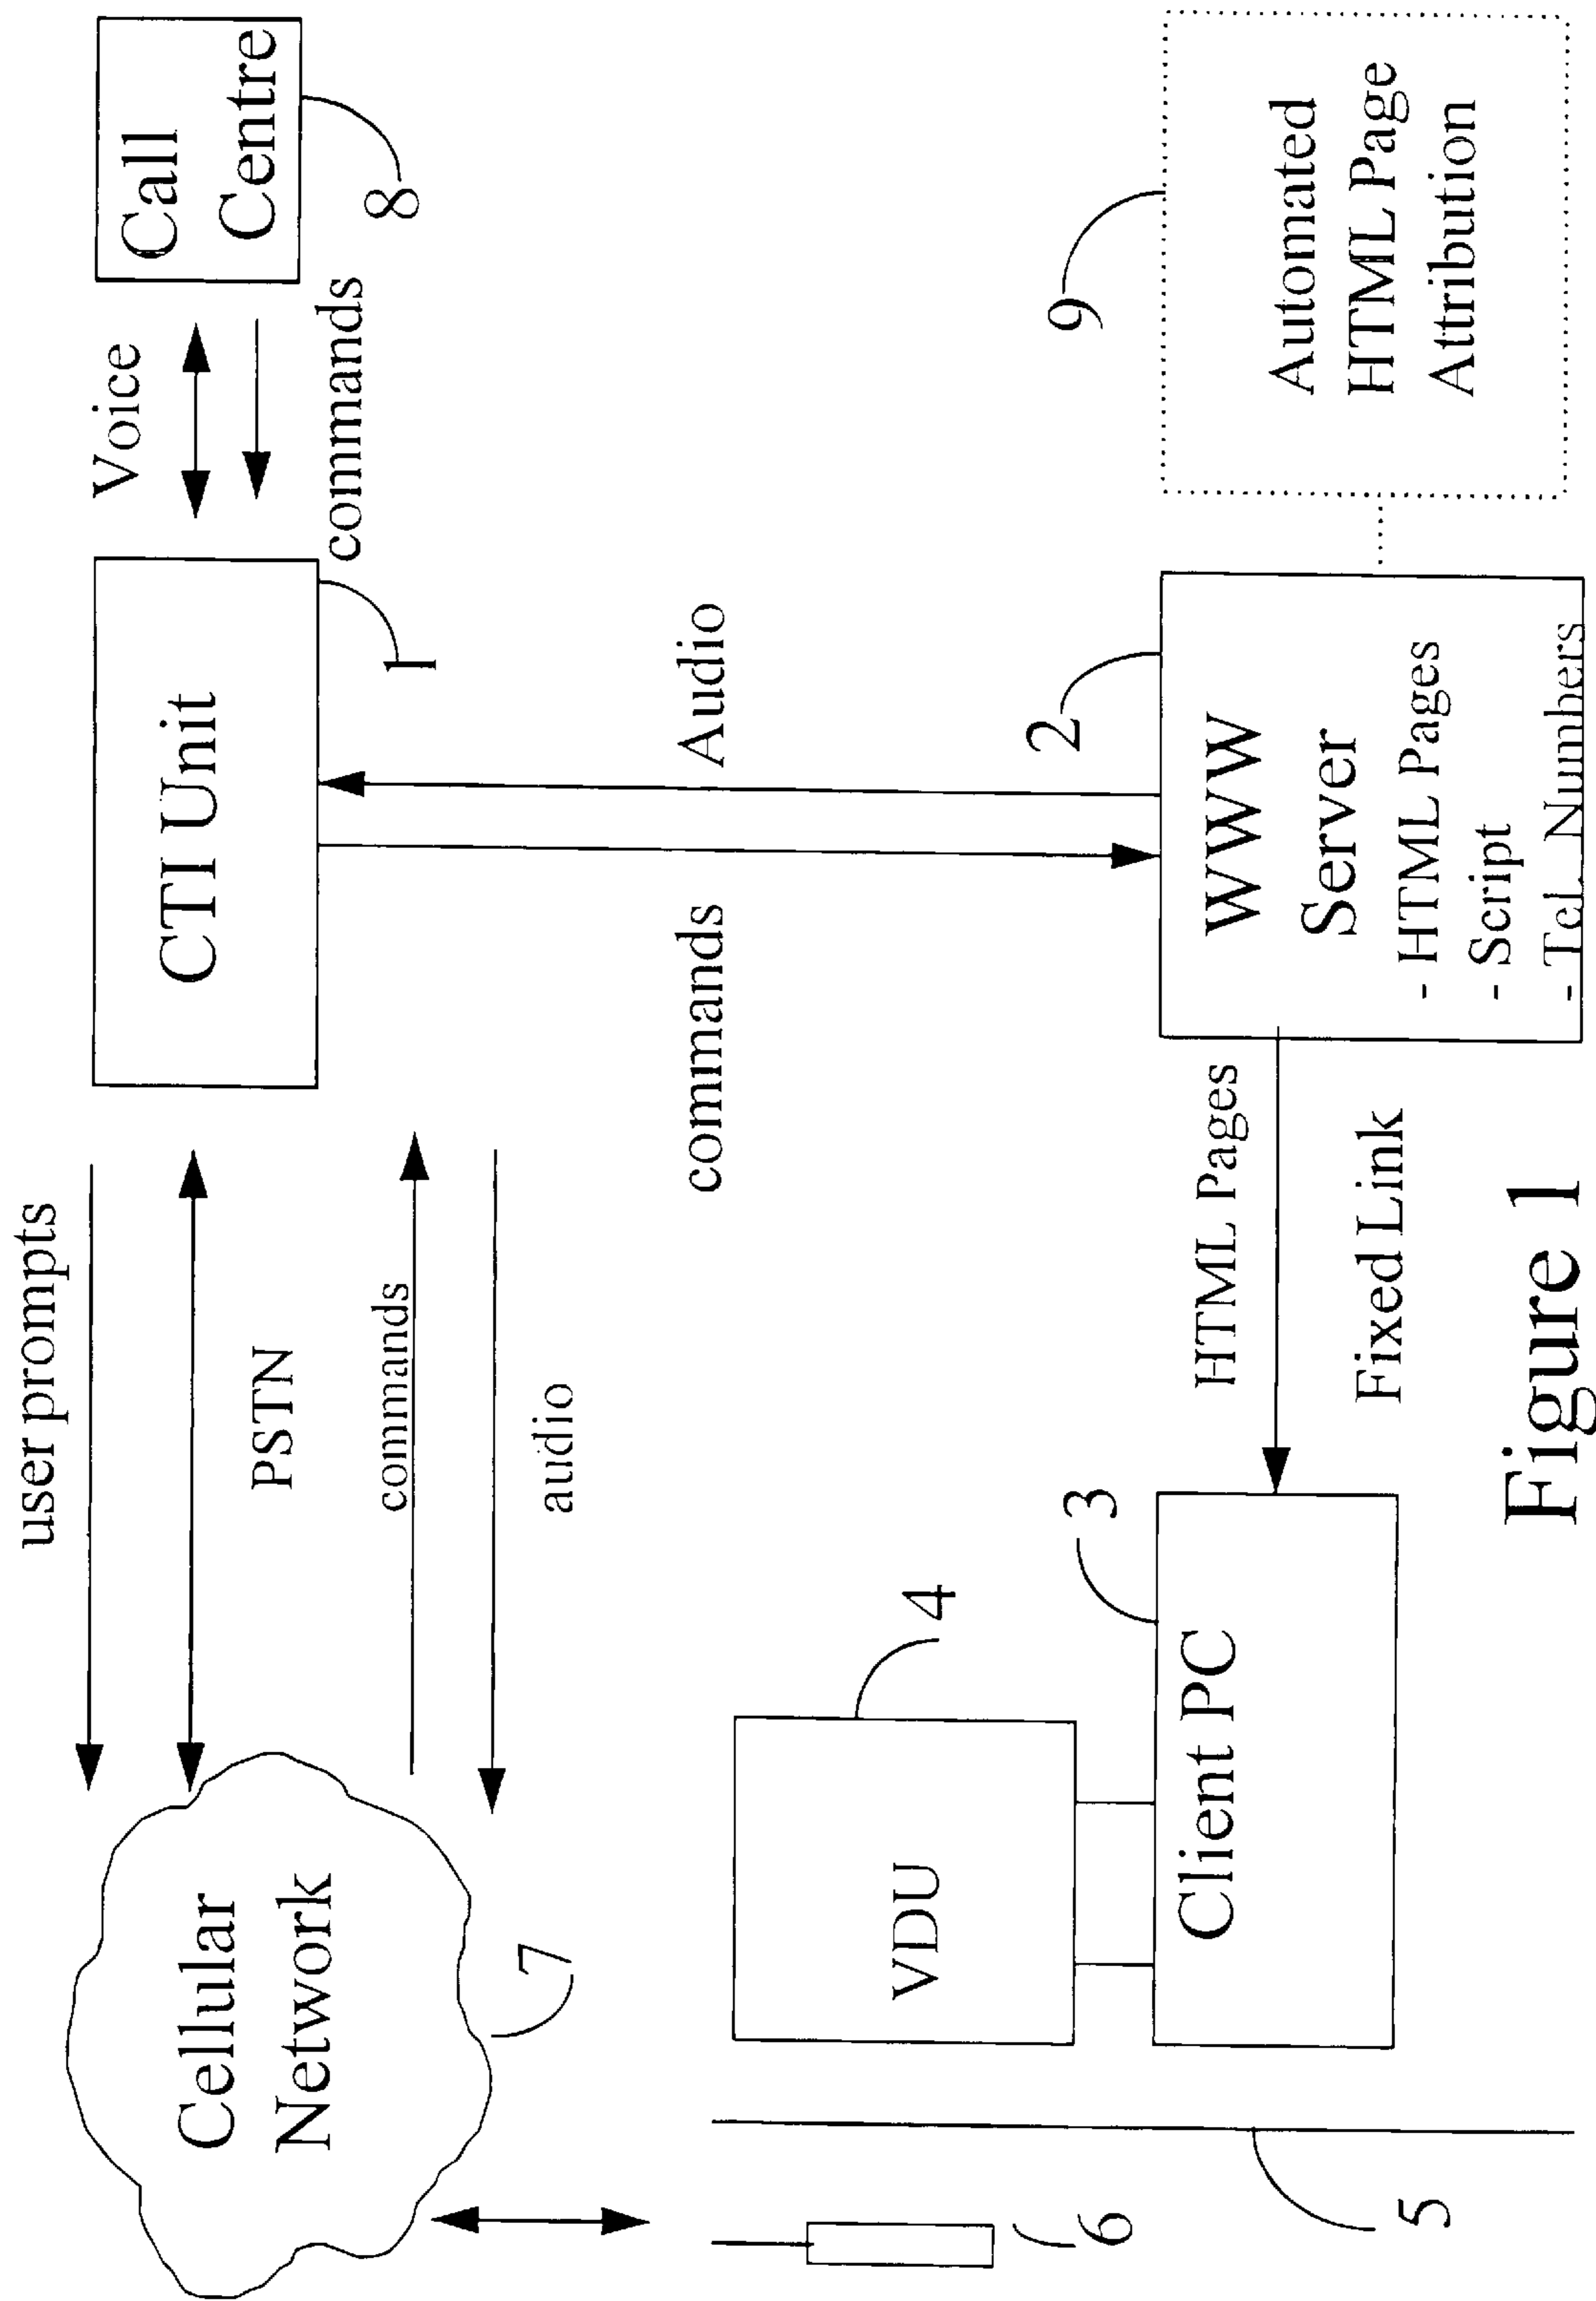 user prompts
PSTN
commands
audio
Cellular
Network
7
CTI Unit
1
Voice
commands
Call
Centre
8
commands
Audio
6
5
VDU
4
Client PC
3
HTML Pages
Fixed Link
WWW
Server
- HTML Pages
- Script
- Tel. Numbers
2
Automated
HTML Page
Attribution
9
Figure 1